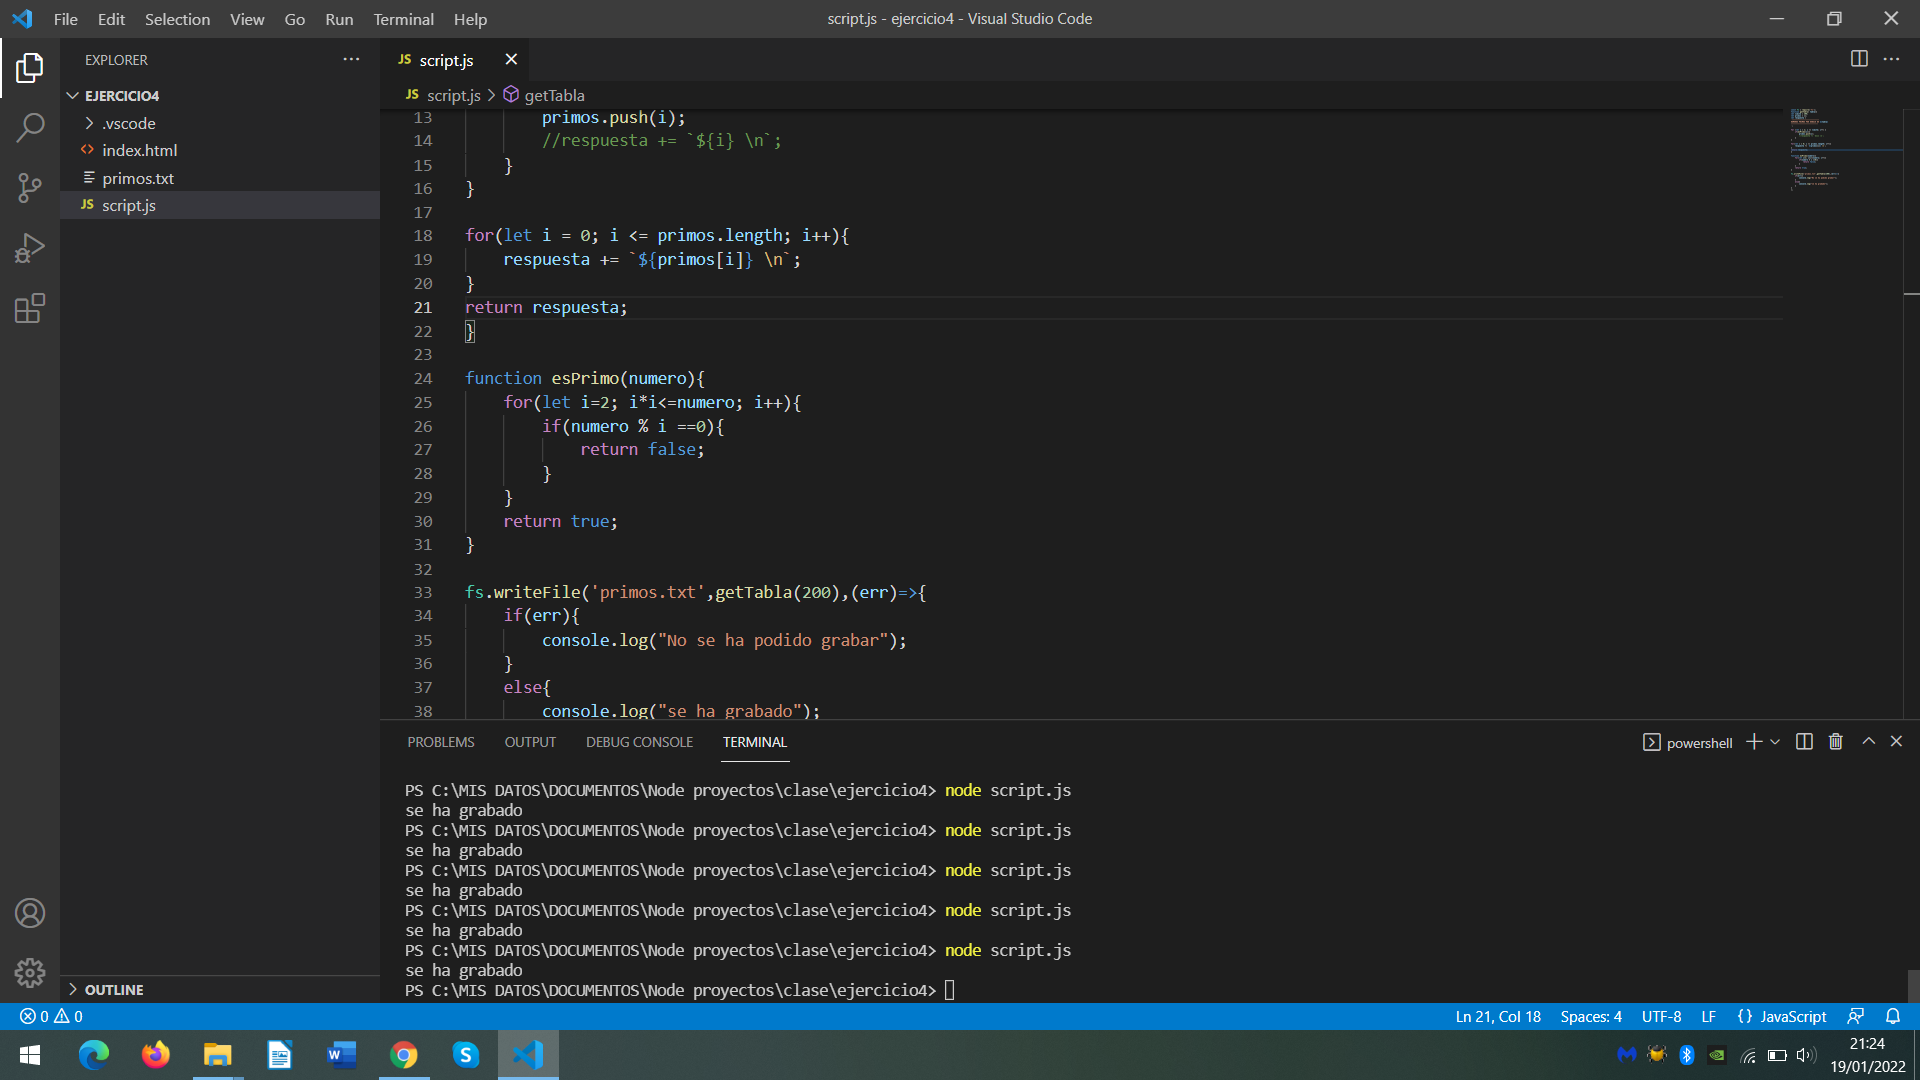 File Edit Selection View Go Run Terminal Help
script.js - ejercicio4 - Visual Studio Code
EXPLORER
EJERCICIO4
.vscode
index.html
primos.txt
JS script.js
JS script.js
JS script.js > getTabla
13 primos.push(i);
14 //respuesta += `${i} \n`;
15 }
16 }
17
18 for(let i = 0; i <= primos.length; i++){
19 respuesta += `${primos[i]} \n`;
20 }
21 return respuesta;
22 }
23
24 function esPrimo(numero){
25 for(let i=2; i*i<=numero; i++){
26 if(numero % i ==0){
27 return false;
28 }
29 }
30 return true;
31 }
32
33 fs.writeFile('primos.txt',getTabla(200),(err)=>{
34 if(err){
35 console.log("No se ha podido grabar");
36 }
37 else{
38 console.log("se ha grabado");
PROBLEMS OUTPUT DEBUG CONSOLE TERMINAL
powershell
PS C:\MIS DATOS\DOCUMENTOS\Node proyectos\clase\ejercicio4> node script.js
se ha grabado
PS C:\MIS DATOS\DOCUMENTOS\Node proyectos\clase\ejercicio4> node script.js
se ha grabado
PS C:\MIS DATOS\DOCUMENTOS\Node proyectos\clase\ejercicio4> node script.js
se ha grabado
PS C:\MIS DATOS\DOCUMENTOS\Node proyectos\clase\ejercicio4> node script.js
se ha grabado
PS C:\MIS DATOS\DOCUMENTOS\Node proyectos\clase\ejercicio4> node script.js
se ha grabado
PS C:\MIS DATOS\DOCUMENTOS\Node proyectos\clase\ejercicio4>
OUTLINE
0 0
Ln 21, Col 18 Spaces: 4 UTF-8 LF {} JavaScript
21:24
19/01/2022